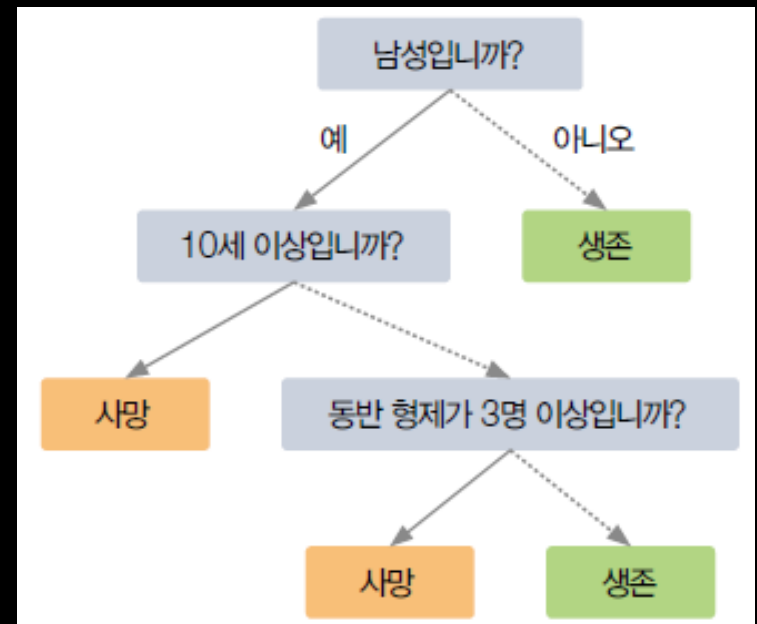 남성입니까?
예
아니오
10세 이상입니까?
생존
사망
동반 형제가 3명 이상입니까?
사망
생존